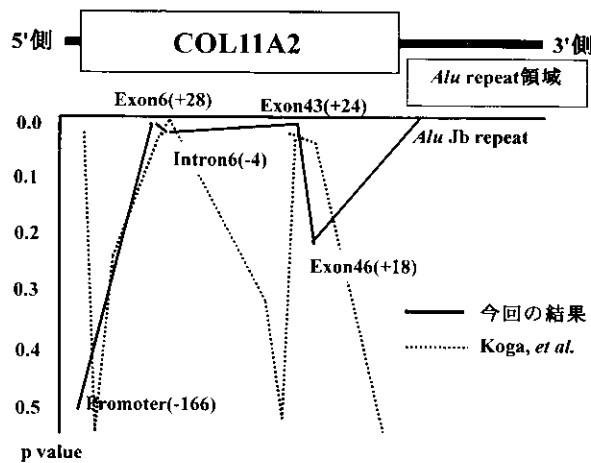 5'側
COL11A2
3'側
Alu repeat領域
Exon6(+28)
Exon43(+24)
0.0
Alu Jb repeat
Intron6(-4)
0.1
0.2
Exon46(+18)
0.3
今回の結果
0.4
Koga, et al.
0.5
Promoter(-166)
p value